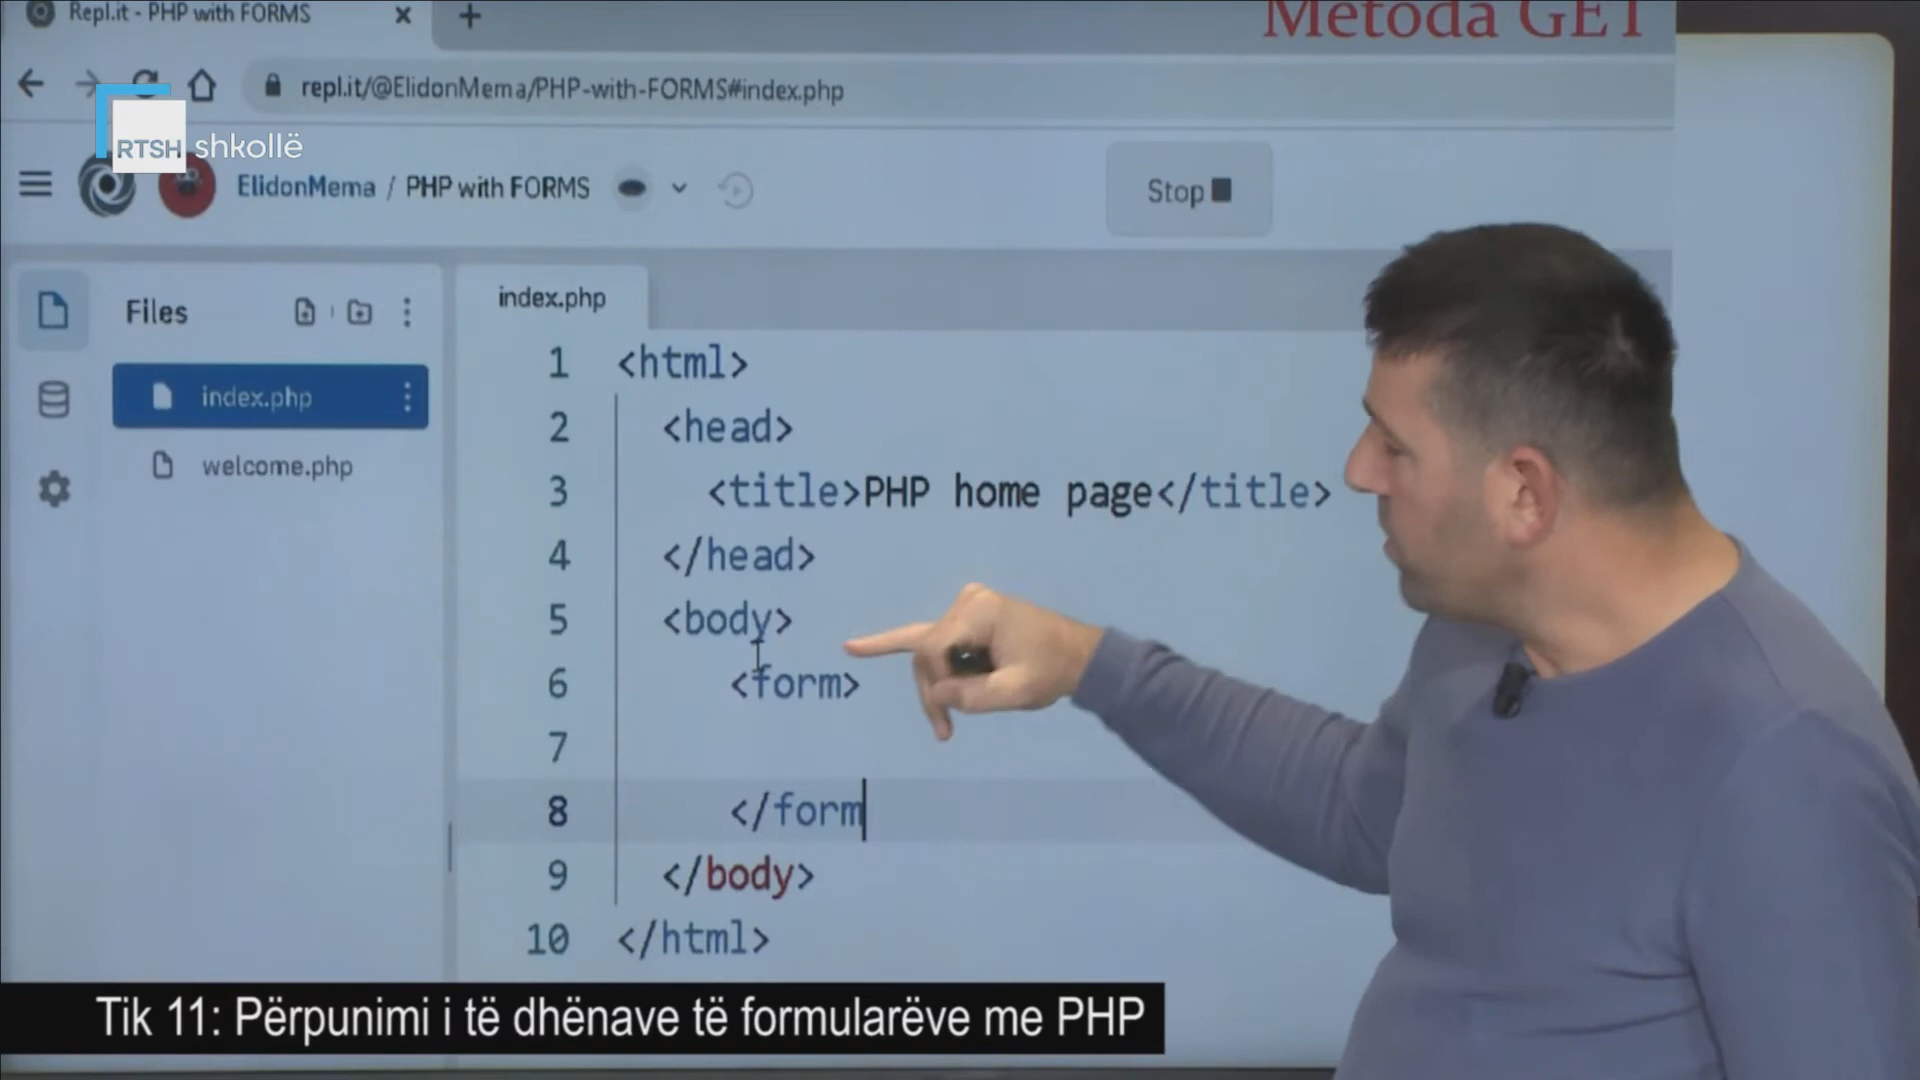 Repl.it - PHP with FORMS
Metoda GET
repl.it/@ElidonMema/PHP-with-FORMS#index.php
RTSH shkollë
ElidonMema / PHP with FORMS
Stop
Files
index.php
welcome.php
index.php
1 <html>
2 <head>
3 <title>PHP home page</title>
4 </head>
5 <body>
6 <form>
7
8 </form
9 </body>
10 </html>
Tik 11: Përpunimi i të dhënave të formularëve me PHP